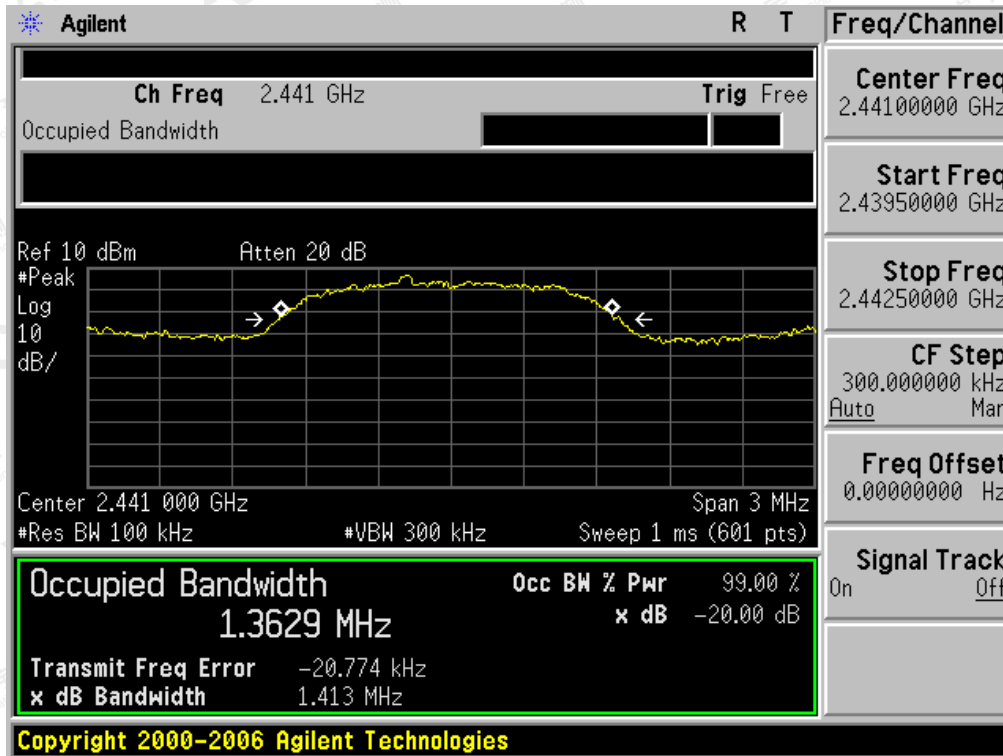 Agilent R T
Freq/Channel
Ch Freq 2.441 GHz Trig Free
Occupied Bandwidth
Center Freq
2.44100000 GHz
Start Freq
2.43950000 GHz
Stop Freq
2.44250000 GHz
CF Step
300.000000 kHz
Auto Man
Freq Offset
0.00000000 Hz
Signal Track
On Off
Ref 10 dBm Atten 20 dB
#Peak
Log
10
dB/
Center 2.441 000 GHz Span 3 MHz
#Res BW 100 kHz #VBW 300 kHz Sweep 1 ms (601 pts)
Occupied Bandwidth
1.3629 MHz
Occ BW % Pwr 99.00 %
x dB -20.00 dB
Transmit Freq Error -20.774 kHz
x dB Bandwidth 1.413 MHz
Copyright 2000-2006 Agilent Technologies